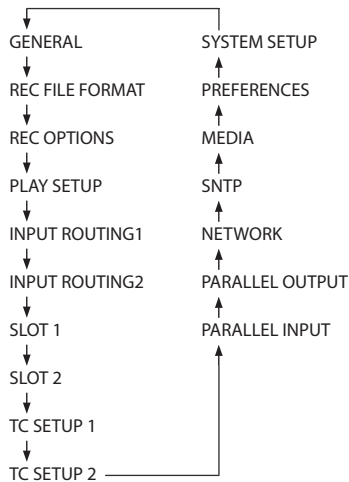 GENERAL
REC FILE FORMAT
REC OPTIONS
PLAY SETUP
INPUT ROUTING1
INPUT ROUTING2
SLOT 1
SLOT 2
TC SETUP 1
TC SETUP 2
SYSTEM SETUP
PREFERENCES
MEDIA
SNTP
NETWORK
PARALLEL OUTPUT
PARALLEL INPUT